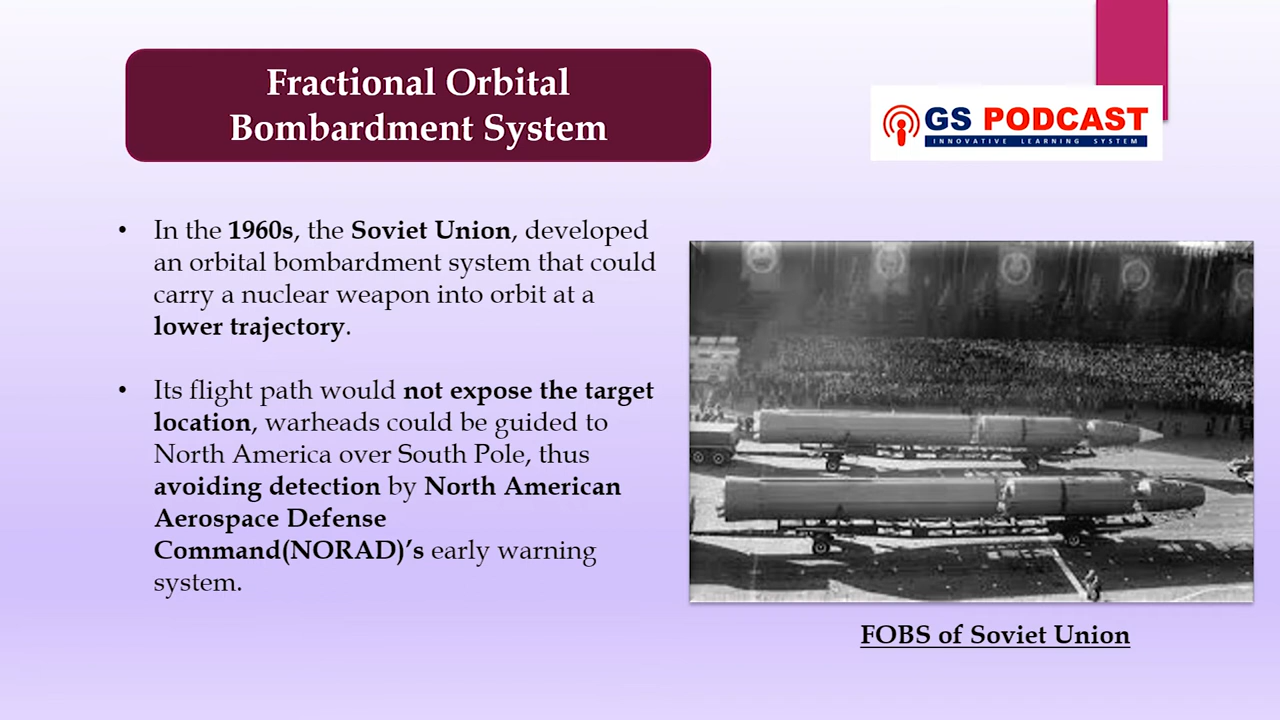 Fractional Orbital
Bombardment System
GS PODCAST
INNOVATIVE LEARNING SYSTEM
• In the 1960s, the Soviet Union, developed
an orbital bombardment system that could
carry a nuclear weapon into orbit at a
lower trajectory.
• Its flight path would not expose the target
location, warheads could be guided to
North America over South Pole, thus
avoiding detection by North American
Aerospace Defense
Command(NORAD)’s early warning
system.
FOBS of Soviet Union